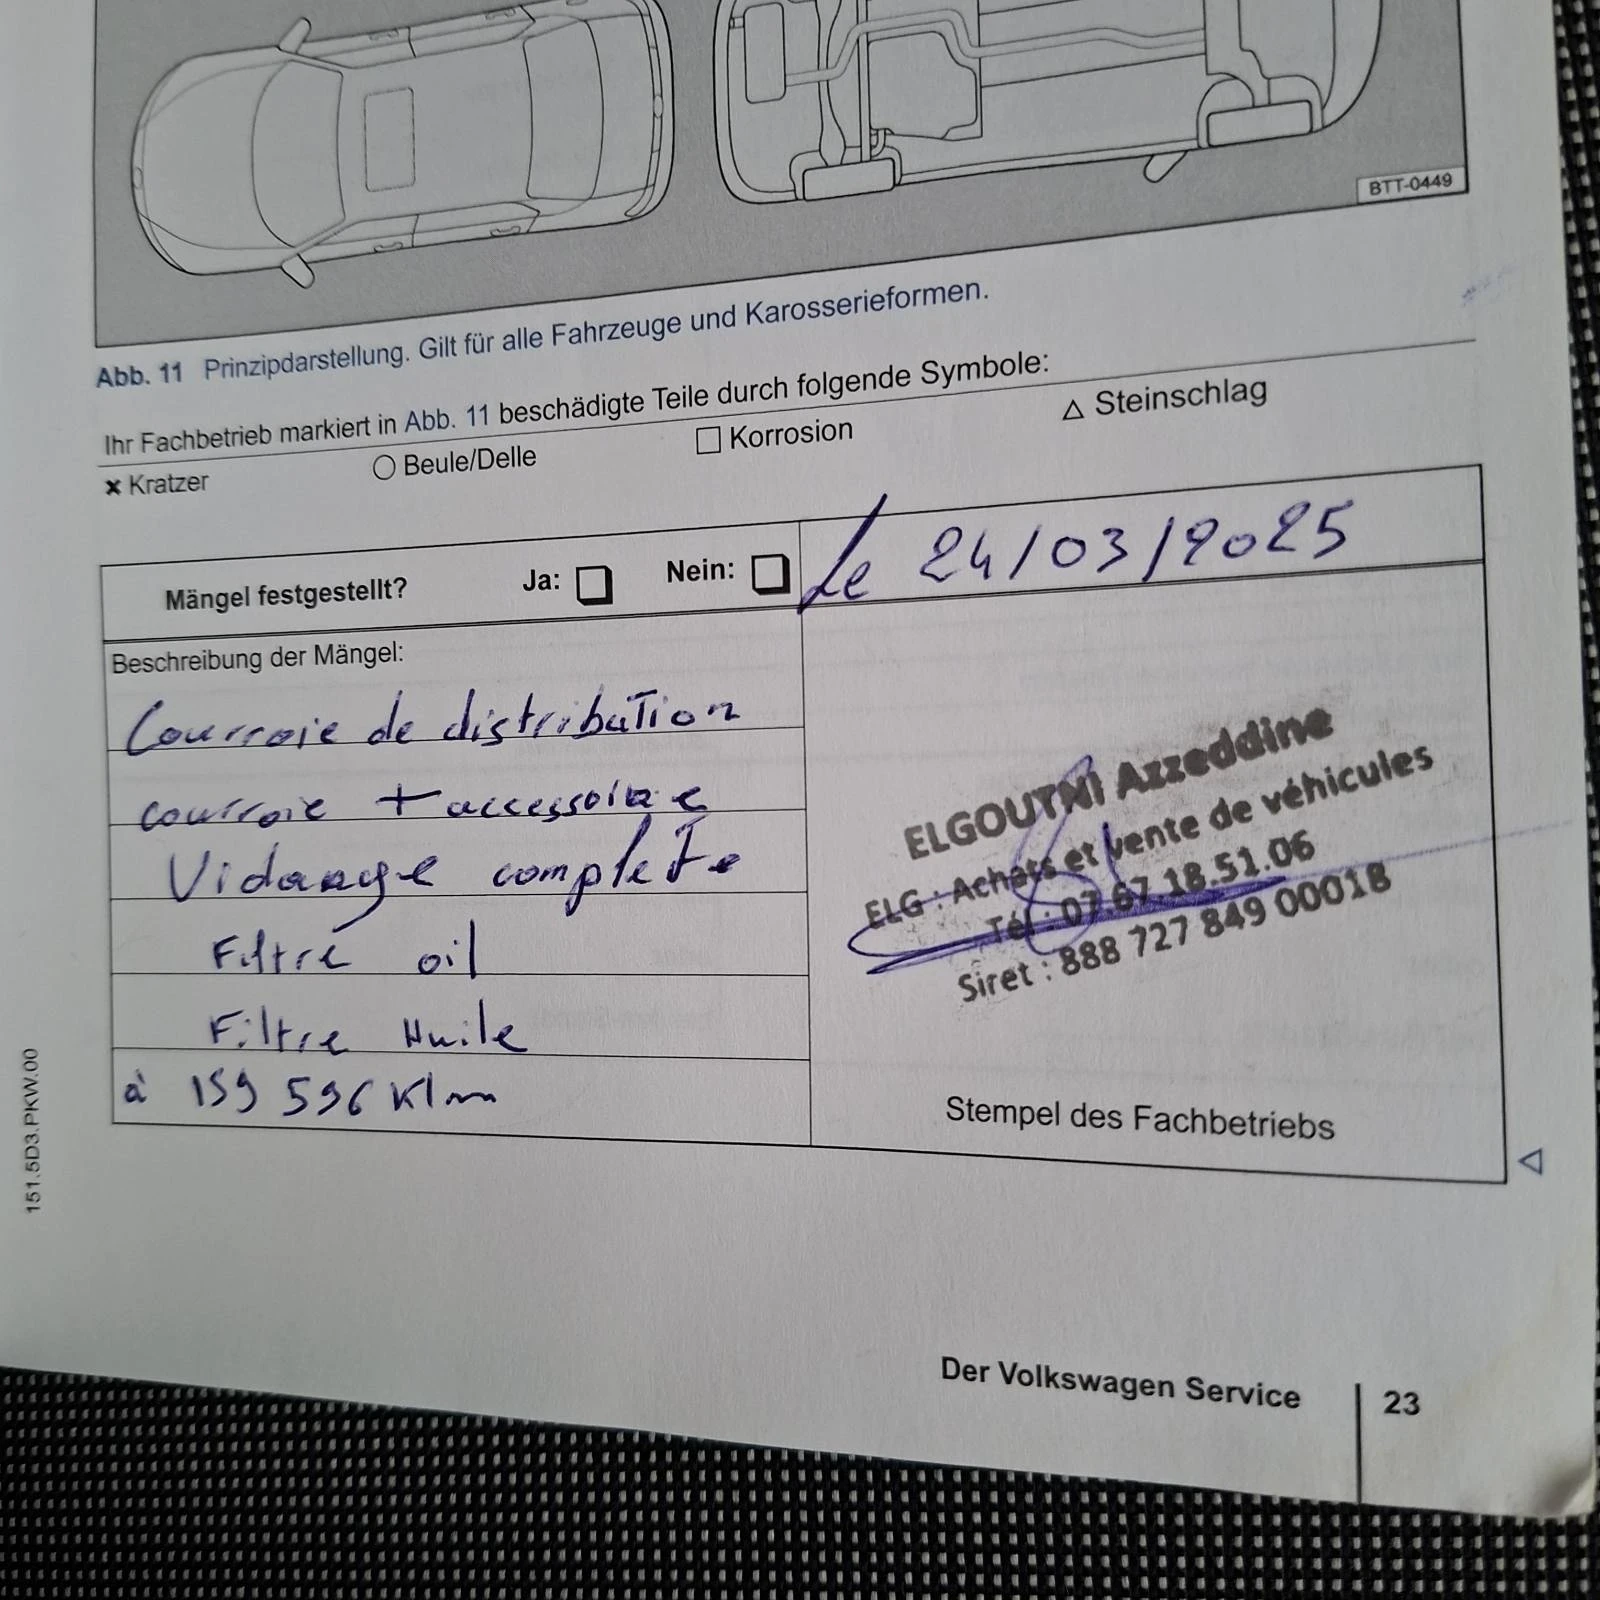 BTT-0449
Abb. 11 Prinzipdarstellung. Gilt für alle Fahrzeuge und Karosserieformen.
Ihr Fachbetrieb markiert in Abb. 11 beschädigte Teile durch folgende Symbole:
× Kratzer ○ Beule/Delle □ Korrosion △ Steinschlag
Mängel festgestellt? Ja: Nein:
Le 24/03/2025
Beschreibung der Mängel:
Courroie de distribution
courroie + accessoire
Vidange complete
Filtre oil
Filtre Huile
à 159 596 Klm
ELGOUTNI Azzeddine
ELG : Achats et vente de véhicules
Tél : 07.67.18.51.06
Siret : 888 727 849 00018
Stempel des Fachbetriebs
151.5D3.PKW.00
Der Volkswagen Service 23